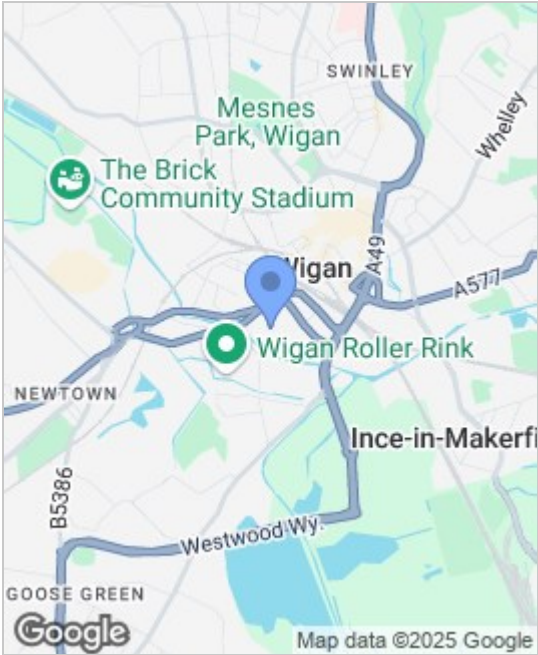 SWINLEY
Mesnes
Park, Wigan
Whelley
The Brick
Community Stadium
Wigan
A49
A577
Wigan Roller Rink
NEWTOWN
Ince-in-Makerfi
B5386
Westwood Wy.
GOOSE GREEN
Google
Map data ©2025 Google